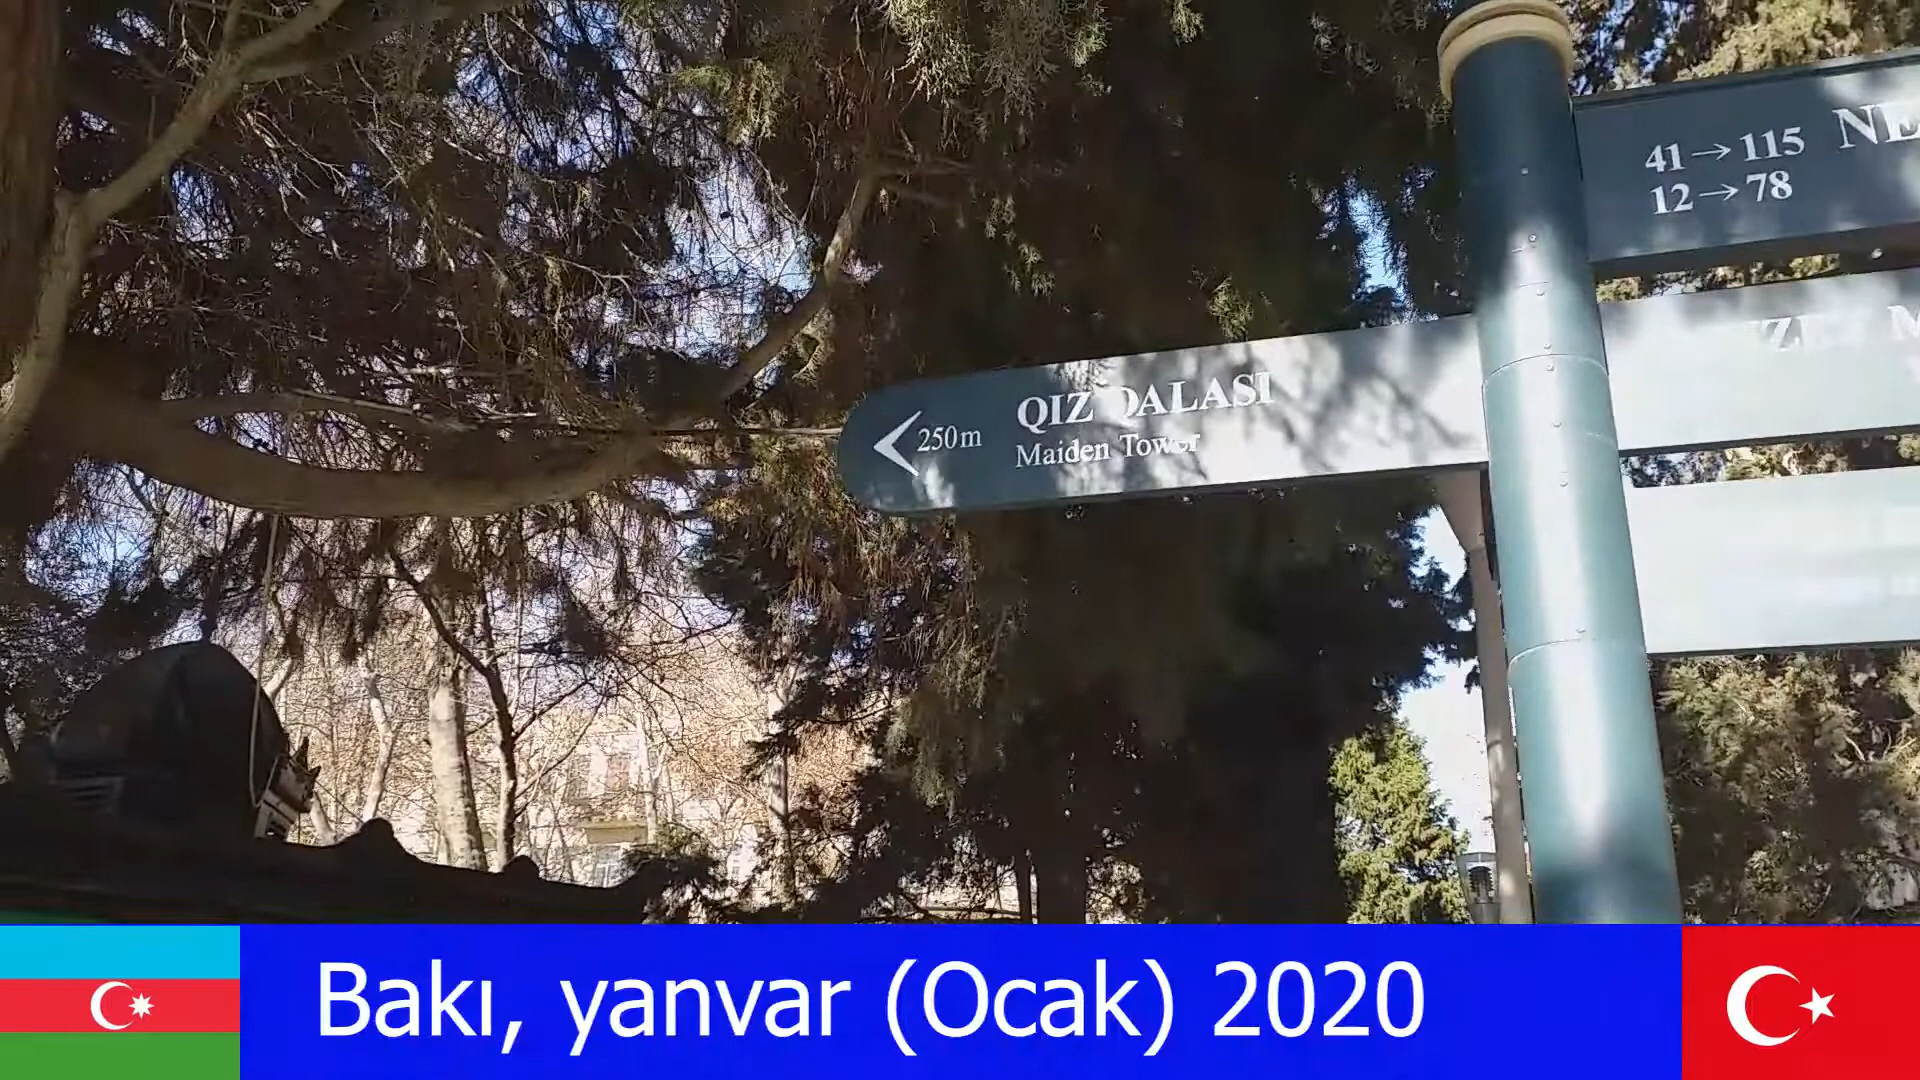 41→115
12→78
250m
QIZ QALASI
Maiden Tower
Bakı, yanvar (Ocak) 2020